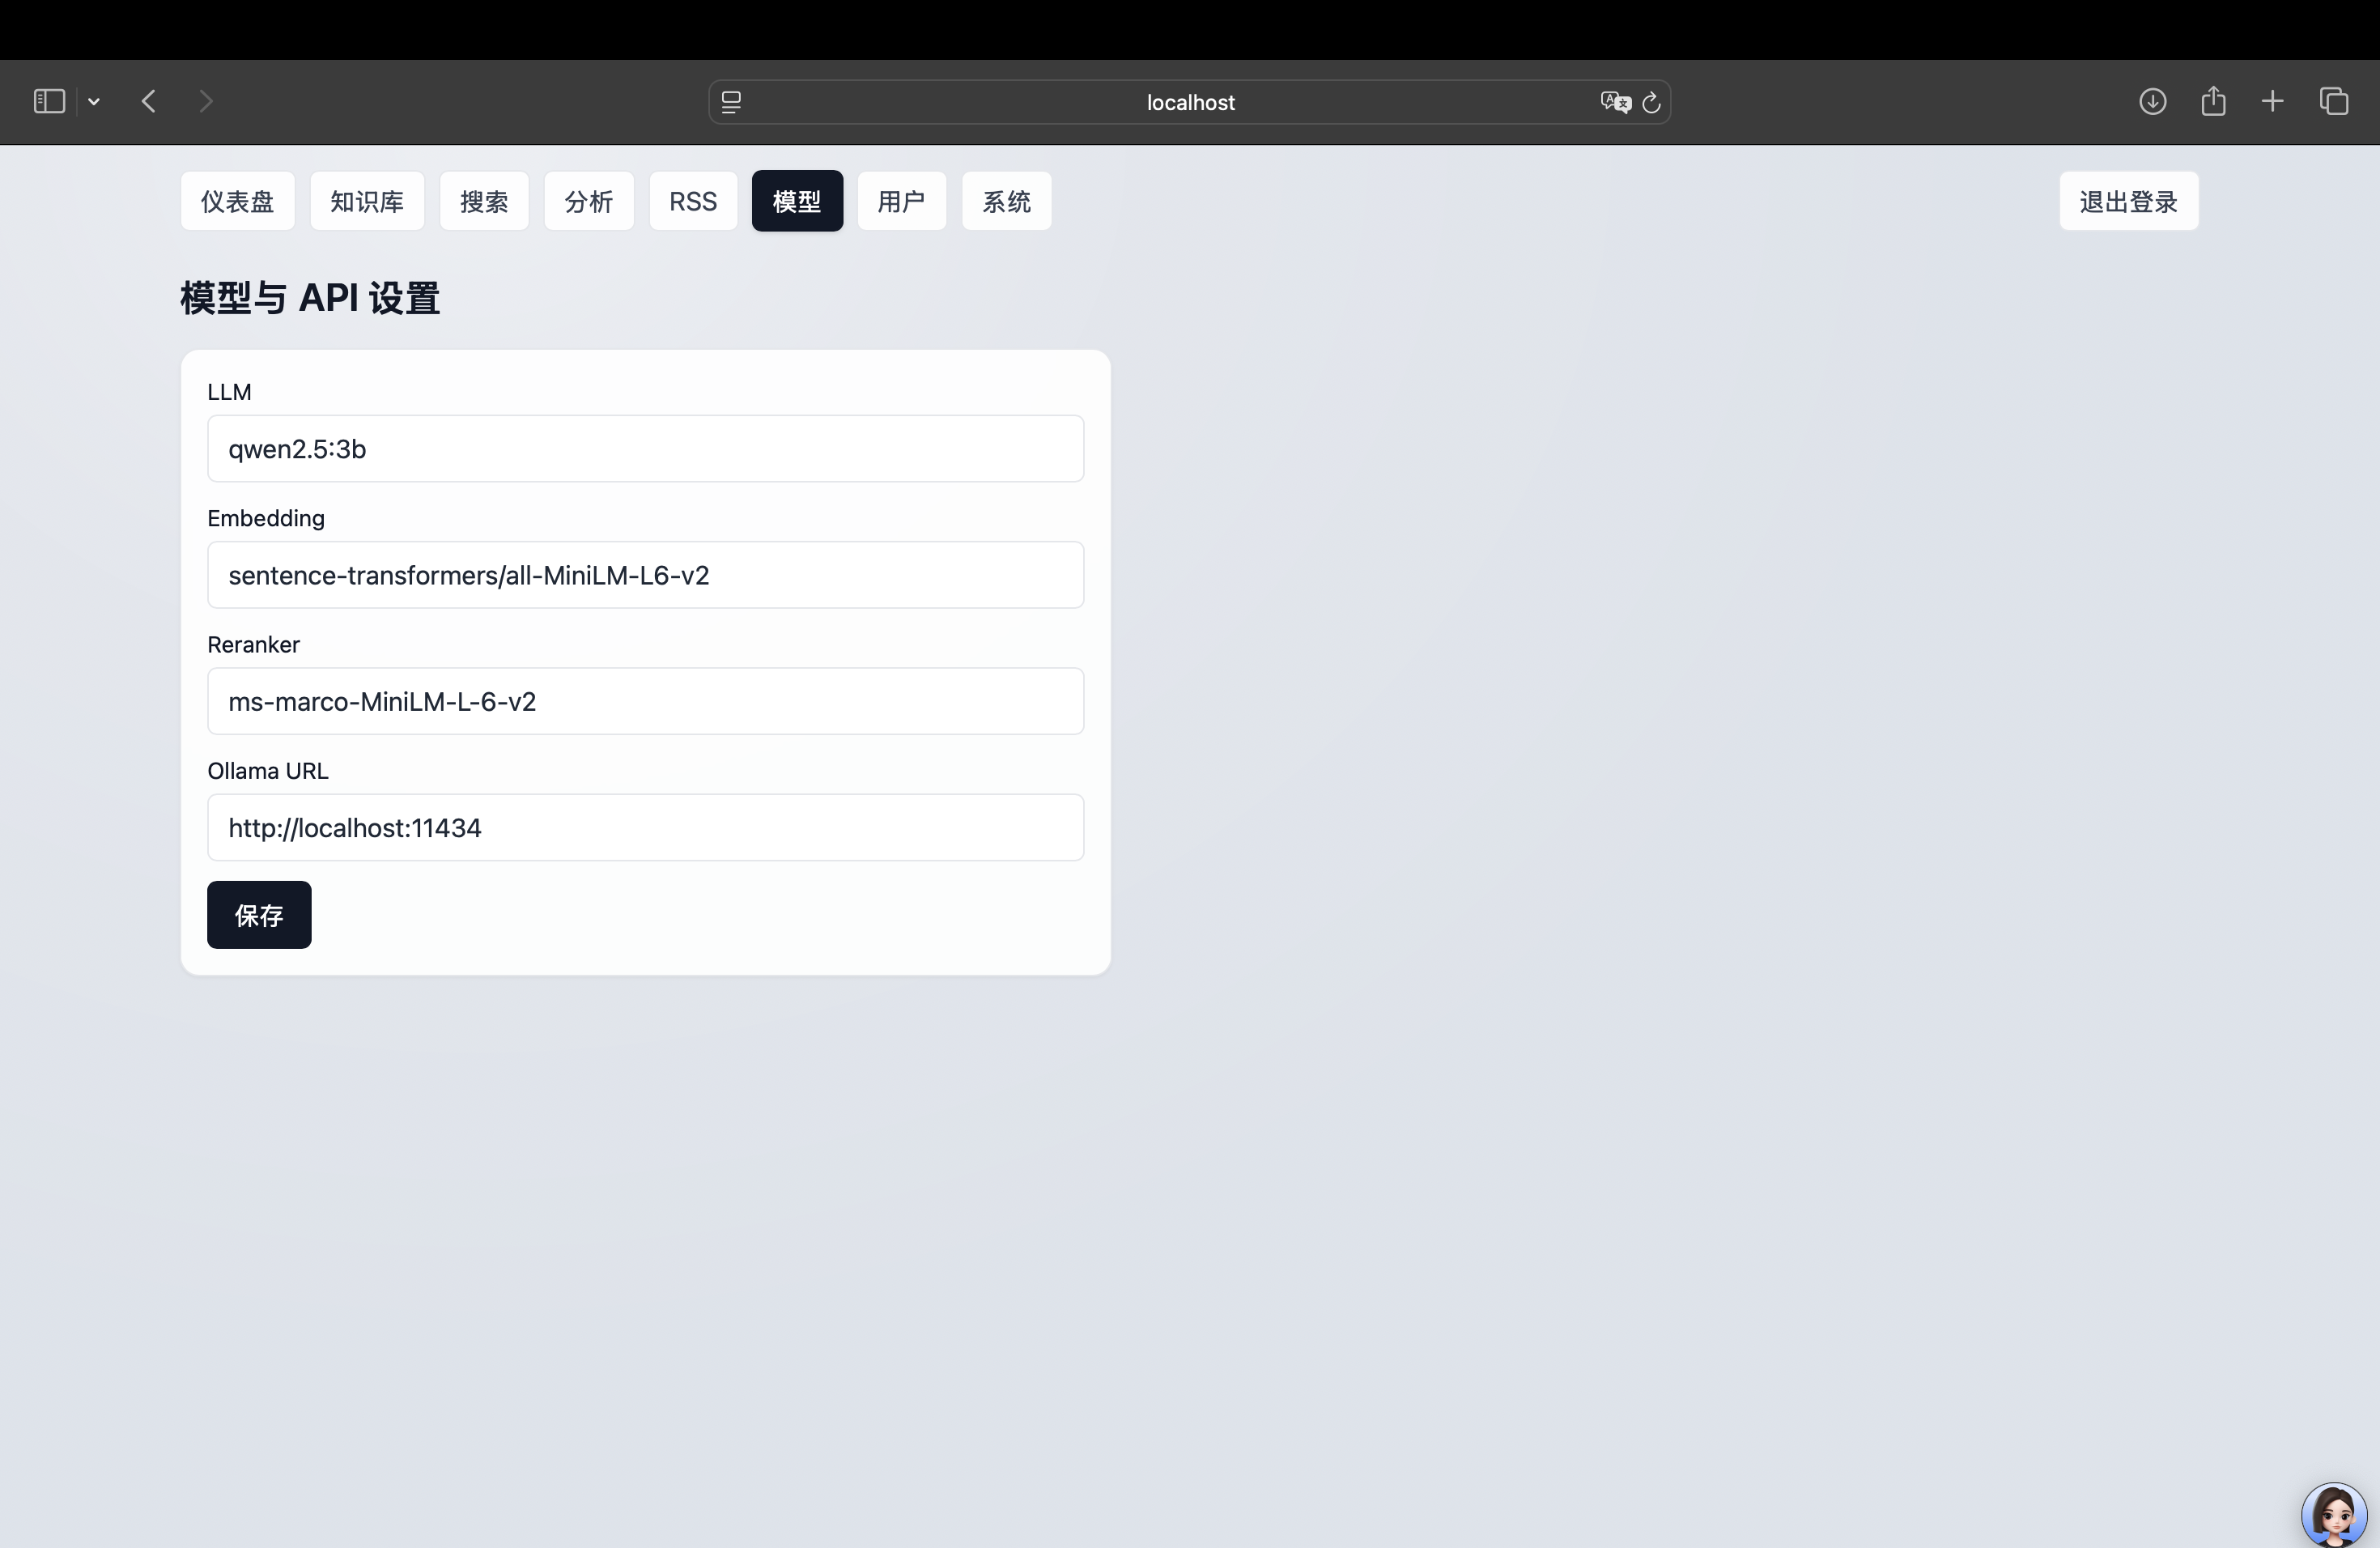 localhost
仪表盘 知识库 搜索 分析 RSS 模型 用户 系统 退出登录
模型与 API 设置
LLM
qwen2.5:3b
Embedding
sentence-transformers/all-MiniLM-L6-v2
Reranker
ms-marco-MiniLM-L-6-v2
Ollama URL
http://localhost:11434
保存